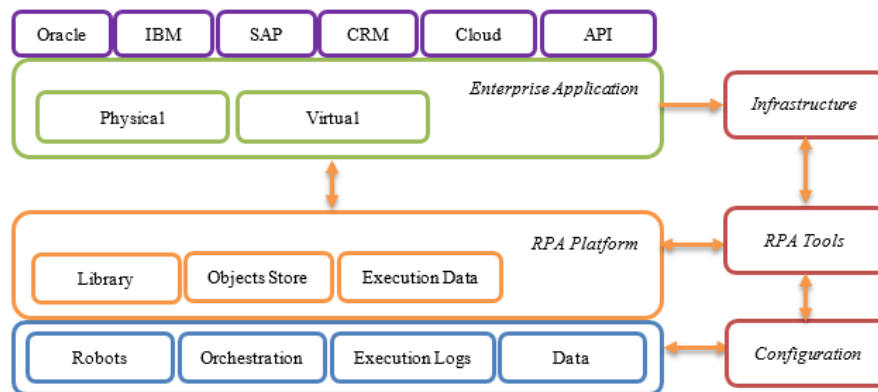 Oracle
IBM
SAP
CRM
Cloud
API
Enterprise Application
Infrastructure
Physical
Virtual
RPA Platform
RPA Tools
Library
Objects Store
Execution Data
Robots
Orchestration
Execution Logs
Data
Configuration